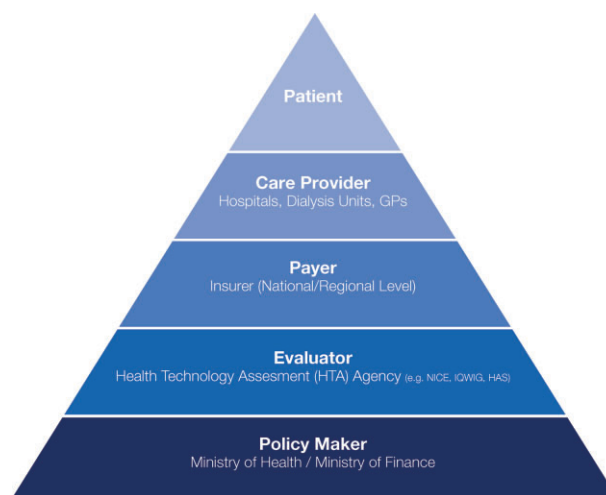 Patient
Care Provider
Hospitals, Dialysis Units, GPs
Payer
Insurer (National/Regional Level)
Evaluator
Health Technology Assesment (HTA) Agency (e.g. NICE, IQWIG, HAS)
Policy Maker
Ministry of Health / Ministry of Finance